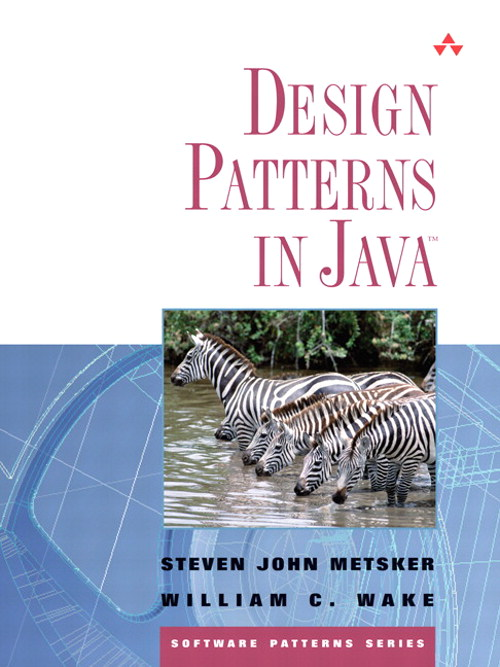 DESIGN
PATTERNS
IN JAVA™
STEVEN JOHN METSKER
WILLIAM C. WAKE
SOFTWARE PATTERNS SERIES